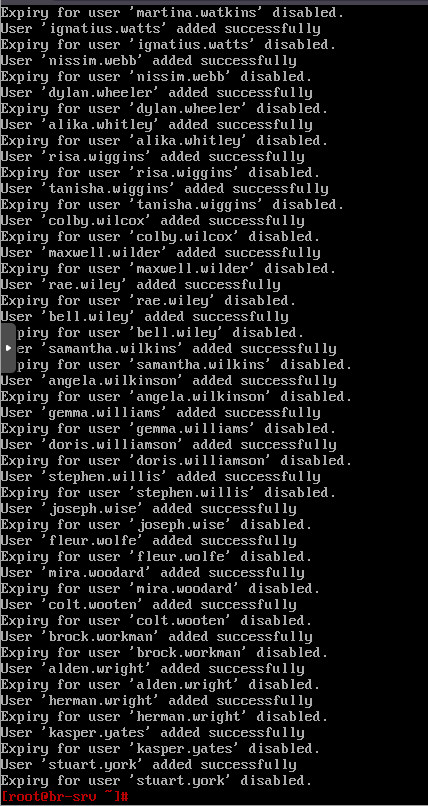 Expiry for user 'martina.watkins' disabled.
User 'ignatius.watts' added successfully
Expiry for user 'ignatius.watts' disabled.
User 'nissim.webb' added successfully
Expiry for user 'nissim.webb' disabled.
User 'dylan.wheeler' added successfully
Expiry for user 'dylan.wheeler' disabled.
User 'alika.whitley' added successfully
Expiry for user 'alika.whitley' disabled.
User 'risa.wiggins' added successfully
Expiry for user 'risa.wiggins' disabled.
User 'tanisha.wiggins' added successfully
Expiry for user 'tanisha.wiggins' disabled.
User 'colby.wilcox' added successfully
Expiry for user 'colby.wilcox' disabled.
User 'maxwell.wilder' added successfully
Expiry for user 'maxwell.wilder' disabled.
User 'rae.wiley' added successfully
Expiry for user 'rae.wiley' disabled.
User 'bell.wiley' added successfully
piry for user 'bell.wiley' disabled.
er 'samantha.wilkins' added successfully
piry for user 'samantha.wilkins' disabled.
User 'angela.wilkinson' added successfully
Expiry for user 'angela.wilkinson' disabled.
User 'gemma.williams' added successfully
Expiry for user 'gemma.williams' disabled.
User 'doris.williamson' added successfully
Expiry for user 'doris.williamson' disabled.
User 'stephen.willis' added successfully
Expiry for user 'stephen.willis' disabled.
User 'joseph.wise' added successfully
Expiry for user 'joseph.wise' disabled.
User 'fleur.wolfe' added successfully
Expiry for user 'fleur.wolfe' disabled.
User 'mira.woodard' added successfully
Expiry for user 'mira.woodard' disabled.
User 'colt.wooten' added successfully
Expiry for user 'colt.wooten' disabled.
User 'brock.workman' added successfully
Expiry for user 'brock.workman' disabled.
User 'alden.wright' added successfully
Expiry for user 'alden.wright' disabled.
User 'herman.wright' added successfully
Expiry for user 'herman.wright' disabled.
User 'kasper.yates' added successfully
Expiry for user 'kasper.yates' disabled.
User 'stuart.york' added successfully
Expiry for user 'stuart.york' disabled.
[root@br-srv ~]#